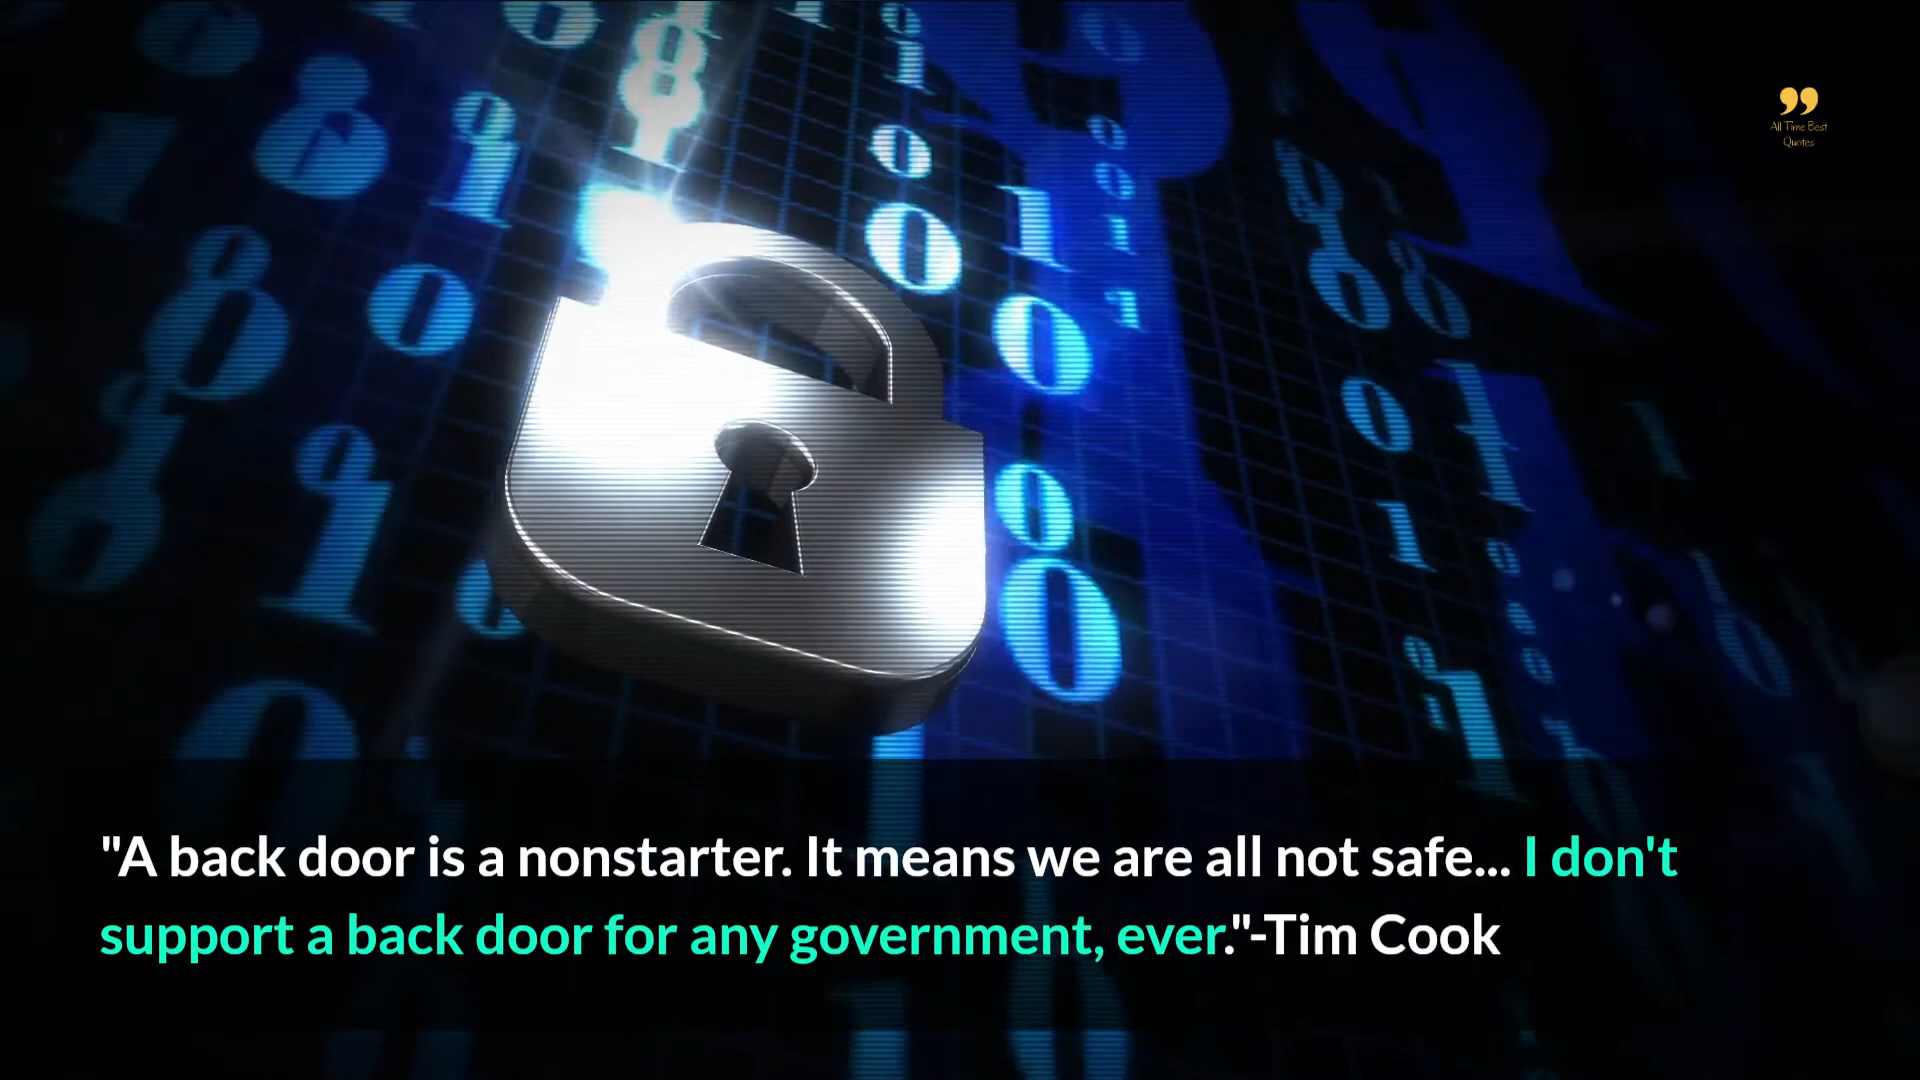 All Time Best
Quotes
"A back door is a nonstarter. It means we are all not safe... I don't
support a back door for any government, ever."-Tim Cook